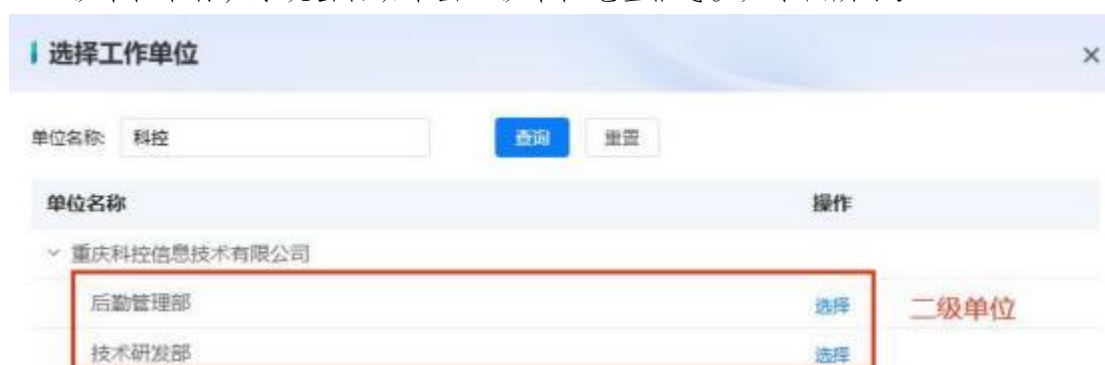 选择工作单位
单位名称: 科控 查询 重置
单位名称 操作
重庆科控信息技术有限公司
后勤管理部 选择 二级单位
技术研发部 选择